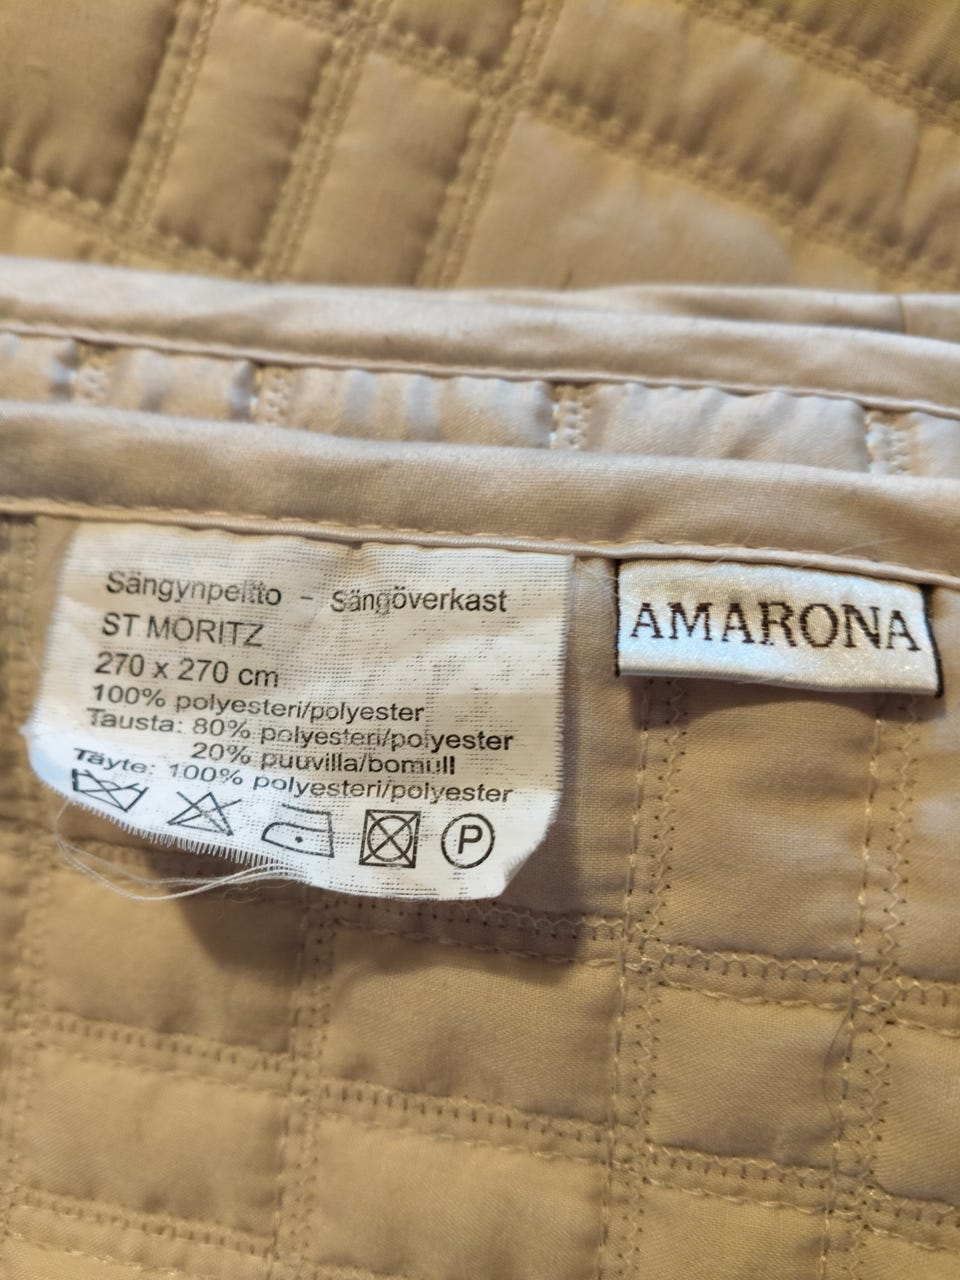 Sängynpeitto - Sängöverkast
ST MORITZ
270 x 270 cm
100% polyesteri/polyester
Tausta: 80% polyesteri/polyester
20% puuvilla/bomull
Täyte: 100% polyesteri/polyester
P
AMARONA